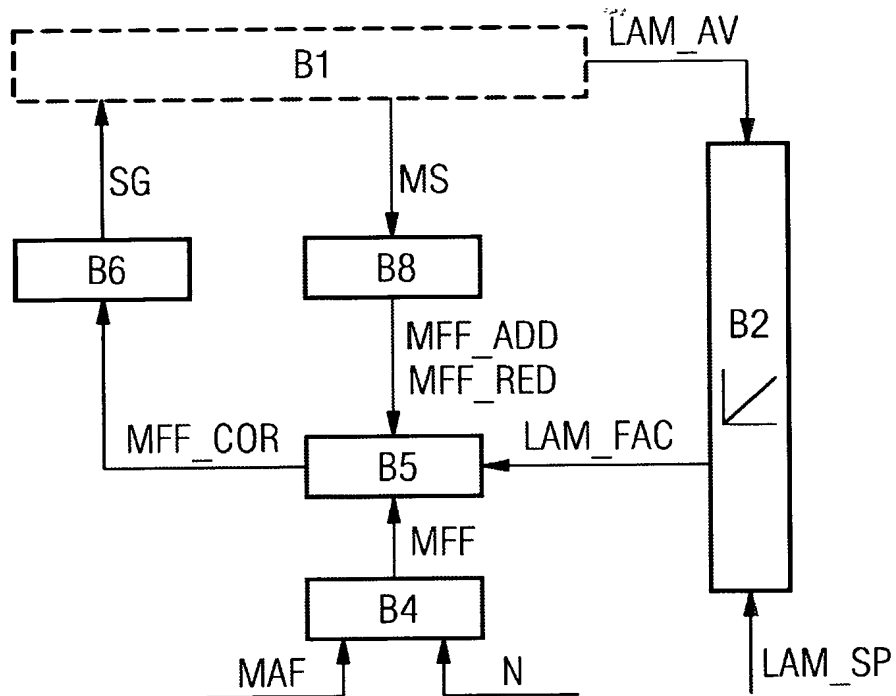 LAM_AV
B1
SG
MS
B6
B8
B2
MFF_ADD
MFF_RED
MFF_COR
LAM_FAC
B5
MFF
B4
MAF
N
LAM_SP